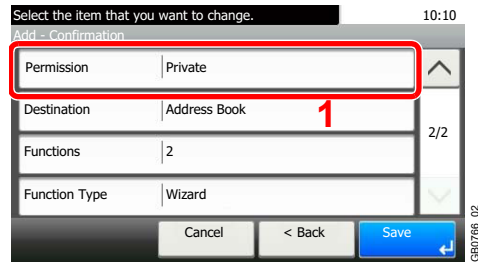 Select the item that you want to change. 10:10
Add - Confirmation
Permission Private
Destination Address Book 1
2/2
Functions 2
Function Type Wizard
Cancel < Back Save
GB0766_02